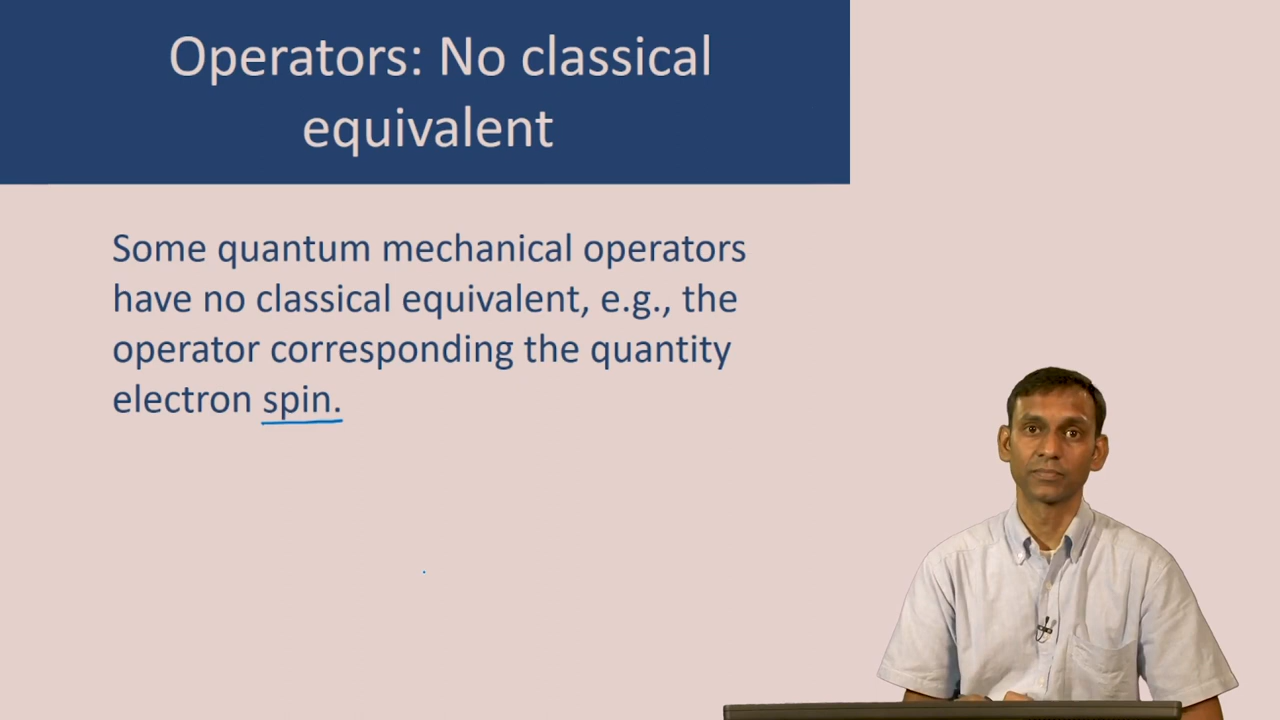 Operators: No classical
equivalent
Some quantum mechanical operators
have no classical equivalent, e.g., the
operator corresponding the quantity
electron spin.